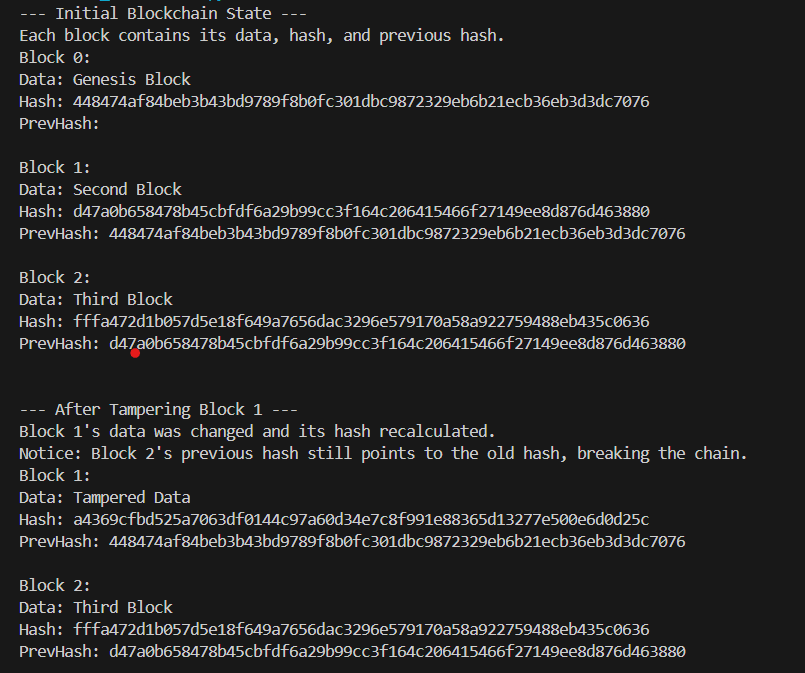 --- Initial Blockchain State ---
Each block contains its data, hash, and previous hash.
Block 0:
Data: Genesis Block
Hash: 448474af84beb3b43bd9789f8b0fc301dbc9872329eb6b21ecb36eb3d3dc7076
PrevHash:
Block 1:
Data: Second Block
Hash: d47a0b658478b45cbfdf6a29b99cc3f164c206415466f27149ee8d876d463880
PrevHash: 448474af84beb3b43bd9789f8b0fc301dbc9872329eb6b21ecb36eb3d3dc7076
Block 2:
Data: Third Block
Hash: fffa472d1b057d5e18f649a7656dac3296e579170a58a922759488eb435c0636
PrevHash: d47a0b658478b45cbfdf6a29b99cc3f164c206415466f27149ee8d876d463880
--- After Tampering Block 1 ---
Block 1's data was changed and its hash recalculated.
Notice: Block 2's previous hash still points to the old hash, breaking the chain.
Block 1:
Data: Tampered Data
Hash: a4369cfbd525a7063df0144c97a60d34e7c8f991e88365d13277e500e6d0d25c
PrevHash: 448474af84beb3b43bd9789f8b0fc301dbc9872329eb6b21ecb36eb3d3dc7076
Block 2:
Data: Third Block
Hash: fffa472d1b057d5e18f649a7656dac3296e579170a58a922759488eb435c0636
PrevHash: d47a0b658478b45cbfdf6a29b99cc3f164c206415466f27149ee8d876d463880